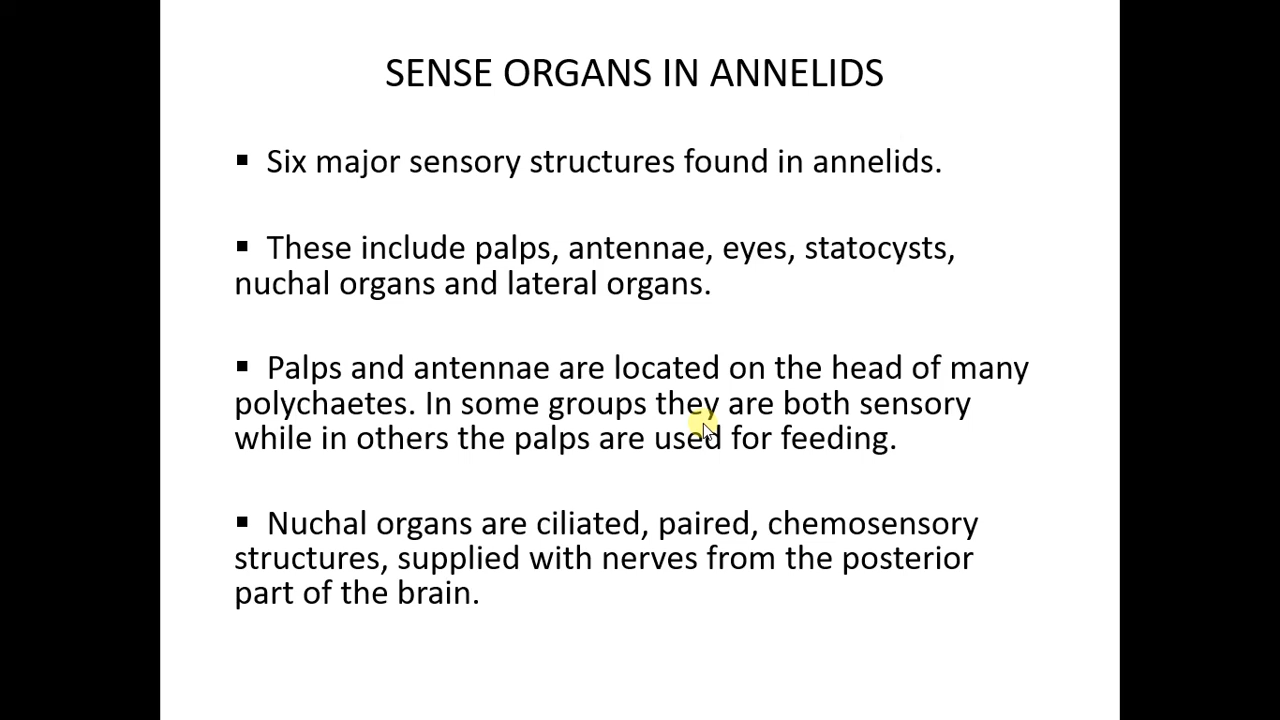 SENSE ORGANS IN ANNELIDS
▪ Six major sensory structures found in annelids.
▪ These include palps, antennae, eyes, statocysts,
nuchal organs and lateral organs.
▪ Palps and antennae are located on the head of many
polychaetes. In some groups they are both sensory
while in others the palps are used for feeding.
▪ Nuchal organs are ciliated, paired, chemosensory
structures, supplied with nerves from the posterior
part of the brain.